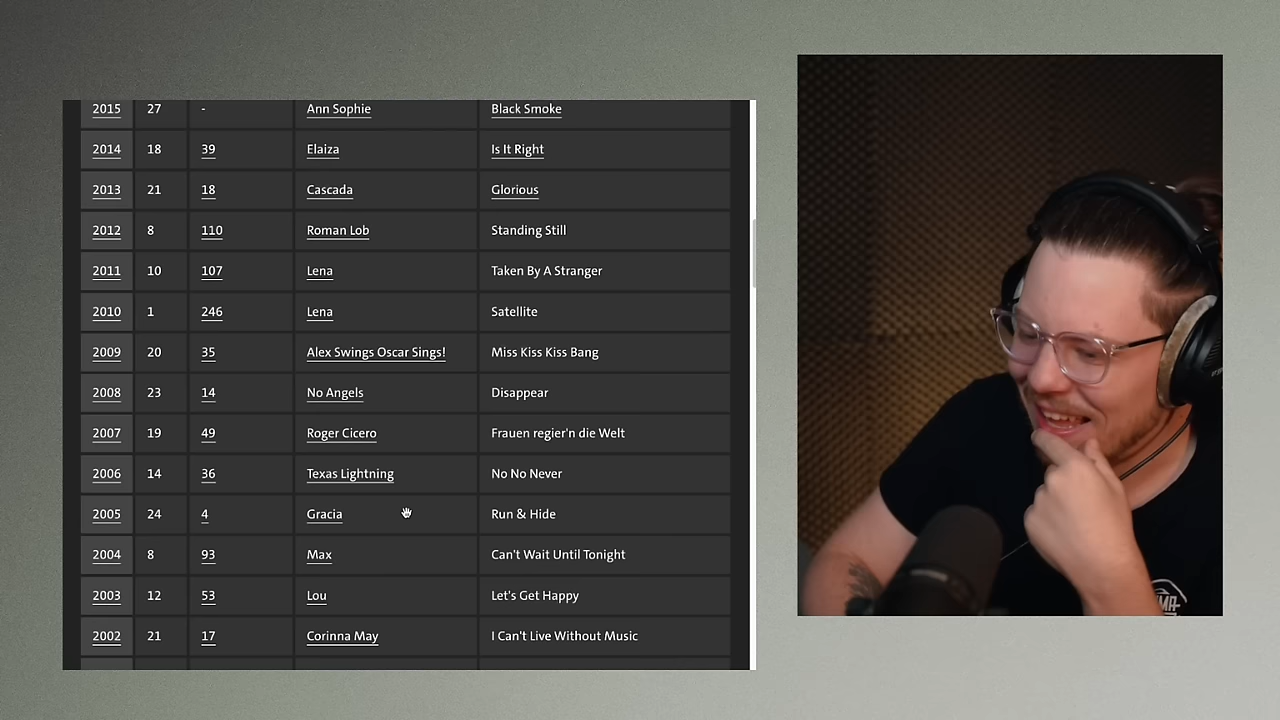 2015 27 - Ann Sophie Black Smoke
2014 18 39 Elaiza Is It Right
2013 21 18 Cascada Glorious
2012 8 110 Roman Lob Standing Still
2011 10 107 Lena Taken By A Stranger
2010 1 246 Lena Satellite
2009 20 35 Alex Swings Oscar Sings! Miss Kiss Kiss Bang
2008 23 14 No Angels Disappear
2007 19 49 Roger Cicero Frauen regier'n die Welt
2006 14 36 Texas Lightning No No Never
2005 24 4 Gracia Run & Hide
2004 8 93 Max Can't Wait Until Tonight
2003 12 53 Lou Let's Get Happy
2002 21 17 Corinna May I Can't Live Without Music